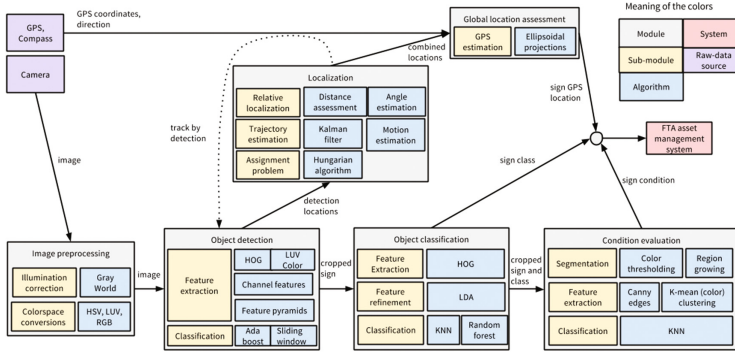 GPS coordinates,
direction
GPS,
Compass
Camera
Global location assessment
GPS
estimation
Ellipsoidal
projections
Meaning of the colors
Module
System
Sub-module
Raw-data
source
Algorithm
combined
locations
Localization
Relative
localization
Distance
assessment
Angle
estimation
Trajectory
estimation
Kalman
filter
Motion
estimation
Assignment
problem
Hungarian
algorithm
track by
detection
sign GPS
location
FTA asset
management
system
image
sign class
sign condition
detection
locations
Image preprocessing
Illumination
correction
Gray
World
Colorspace
conversions
HSV, LUV,
RGB
image
Object detection
Feature
extraction
HOG
LUV
Color
Channel features
Feature pyramids
Classification
Ada
boost
Sliding
window
cropped
sign
Object classification
Feature
Extraction
HOG
Feature
refinement
LDA
Classification
KNN
Random
forest
cropped
sign and
class
Condition evaluation
Segmentation
Color
thresholding
Region
growing
Feature
extraction
Canny
edges
K-mean (color)
clustering
Classification
KNN